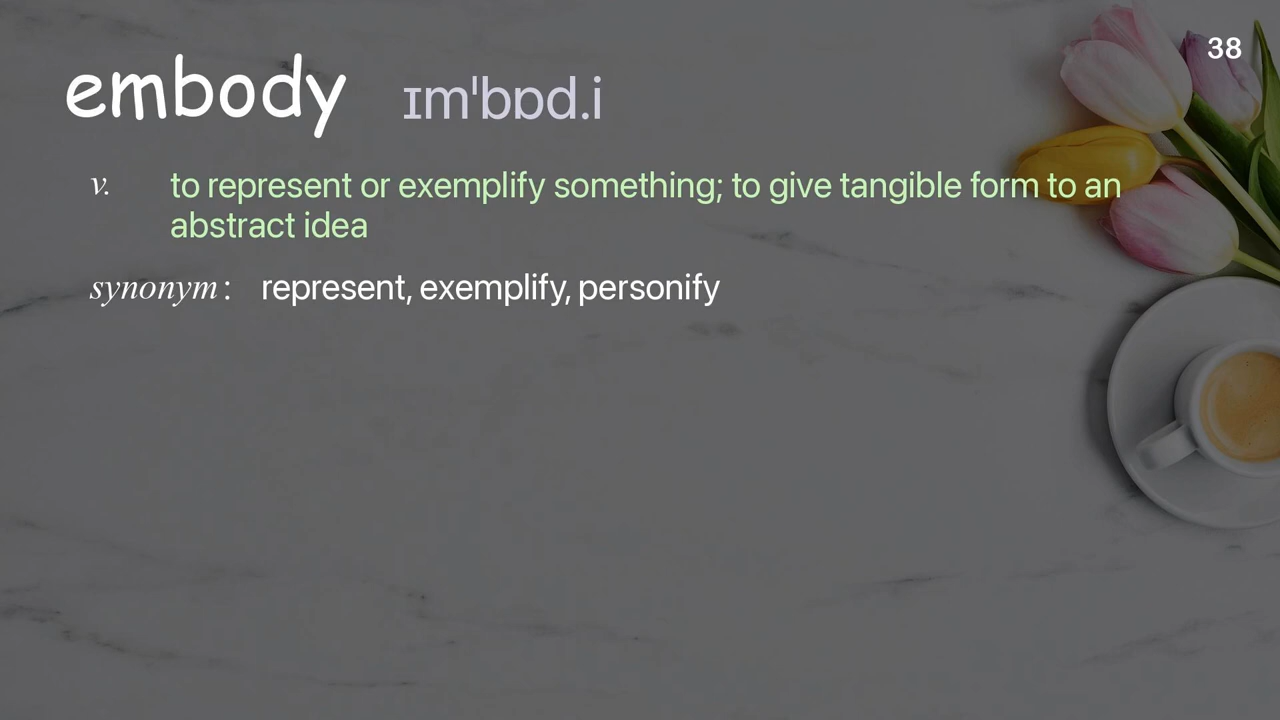 38
embody ɪmˈbɒd.i
v. to represent or exemplify something; to give tangible form to an
abstract idea
synonym: represent, exemplify, personify